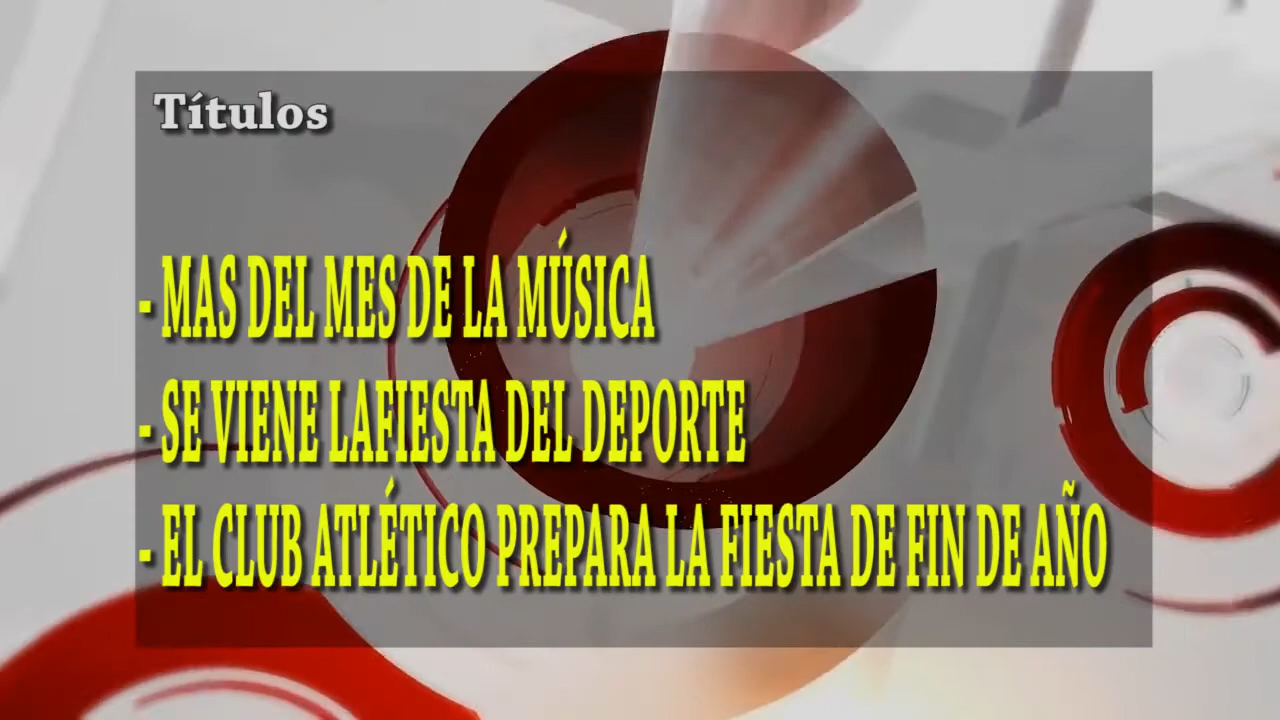 Títulos
- MAS DEL MES DE LA MÚSICA
- SE VIENE LAFIESTA DEL DEPORTE
- EL CLUB ATLÉTICO PREPARA LA FIESTA DE FIN DE AÑO